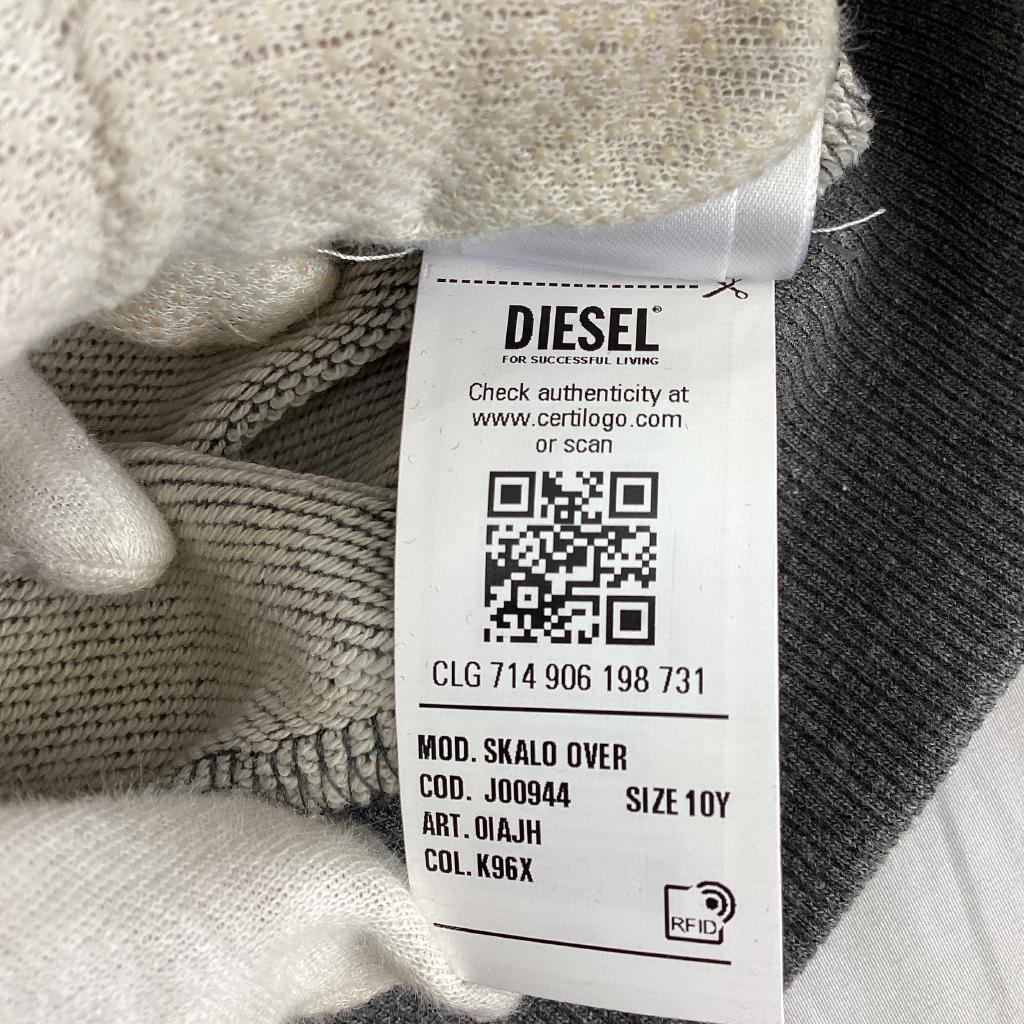 DIESEL®
FOR SUCCESSFUL LIVING
Check authenticity at
www.certilogo.com
or scan
CLG 714 906 198 731
MOD. SKALO OVER
COD. J00944 SIZE 10Y
ART. 0IAJH
COL. K96X
RFID